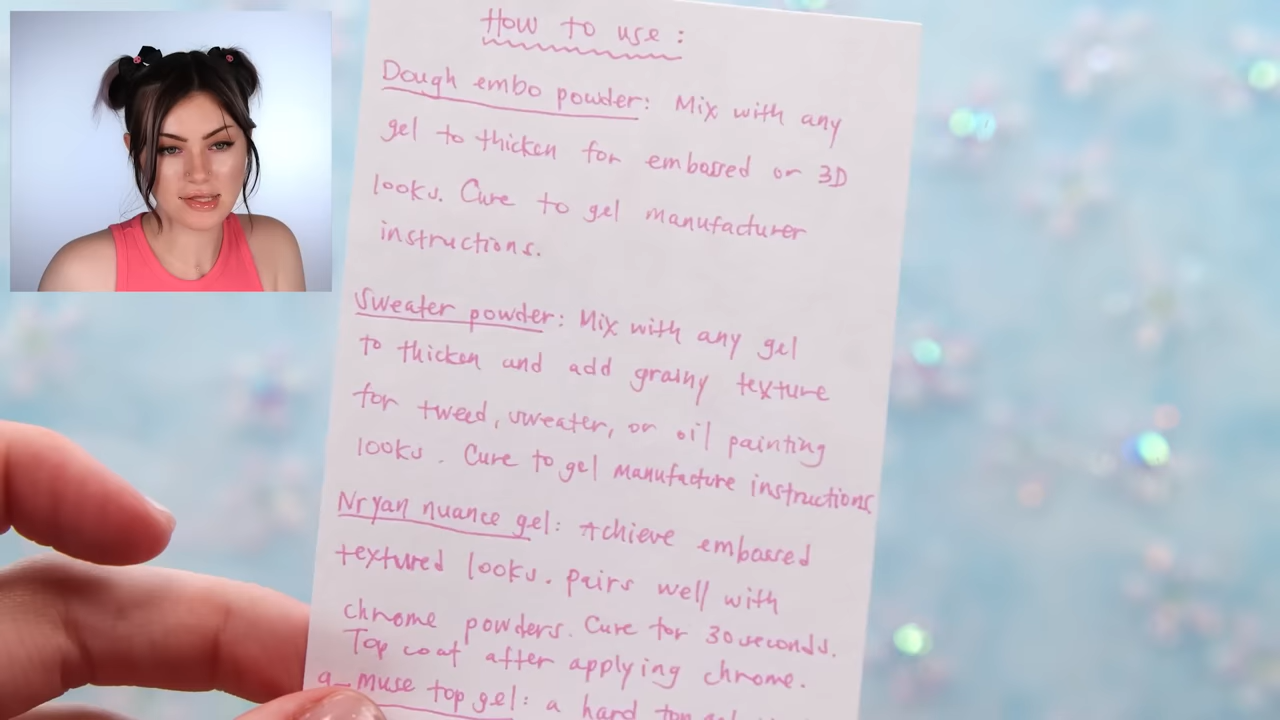 How to use:
Dough embo powder: Mix with any
gel to thicken for embossed or 3D
looks. Cure to gel manufacturer
instructions.
Sweater powder: Mix with any gel
to thicken and add grainy texture
for tweed, sweater, or oil painting
looks. Cure to gel manufacture instructions
Nryan nuance gel: Achieve embossed
textured looks. pairs well with
chrome powders. Cure for 30 seconds.
Top coat after applying chrome.
a_muse top gel: a hard top gel